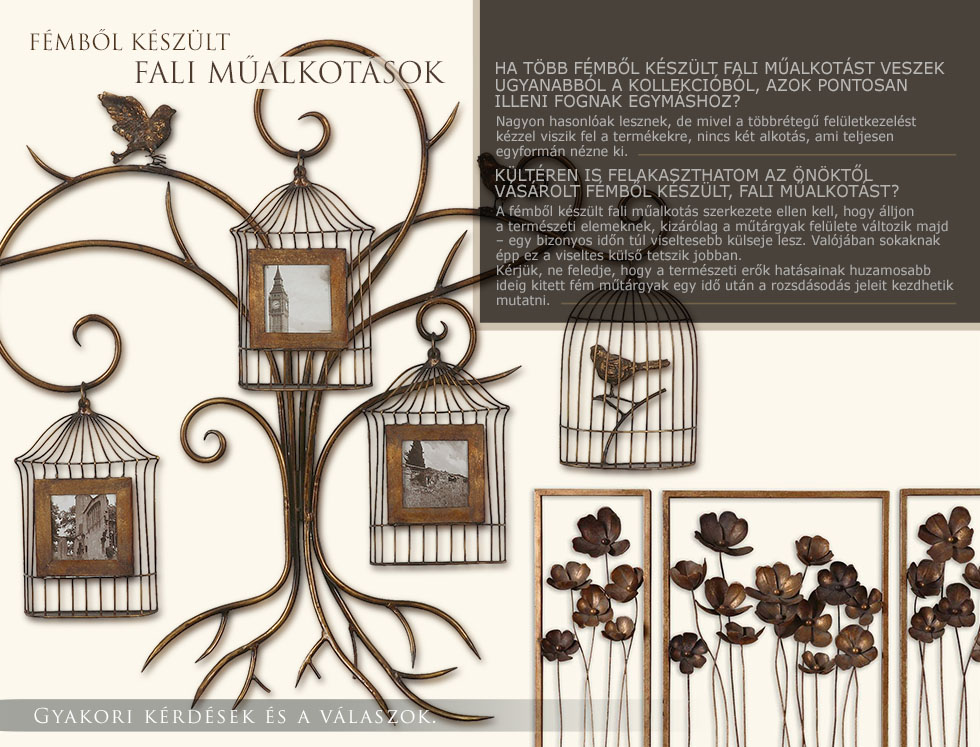 FÉMBŐL KÉSZÜLT
FALI MŰALKOTÁSOK
HA TÖBB FÉMBŐL KÉSZÜLT FALI MŰALKOTÁST VESZEK
UGYANABBÓL A KOLLEKCIÓBÓL, AZOK PONTOSAN
ILLENI FOGNAK EGYMÁSHOZ?
Nagyon hasonlóak lesznek, de mivel a többrétegű felületkezelést
kézzel viszik fel a termékekre, nincs két alkotás, ami teljesen
egyformán nézne ki.
KÜLTÉREN IS FELAKASZTHATOM AZ ÖNÖKTŐL
VÁSÁROLT FÉMBŐL KÉSZÜLT, FALI MŰALKOTÁST?
A fémből készült fali műalkotás szerkezete ellen kell, hogy álljon
a természeti elemeknek, kizárólag a műtárgyak felülete változik majd
– egy bizonyos időn túl viseltesebb külseje lesz. Valójában sokaknak
épp ez a viseltes külső tetszik jobban.
Kérjük, ne feledje, hogy a természeti erők hatásainak huzamosabb
ideig kitett fém műtárgyak egy idő után a rozsdásodás jeleit kezdhetik
mutatni.
GYAKORI KÉRDÉSEK ÉS A VÁLASZOK.